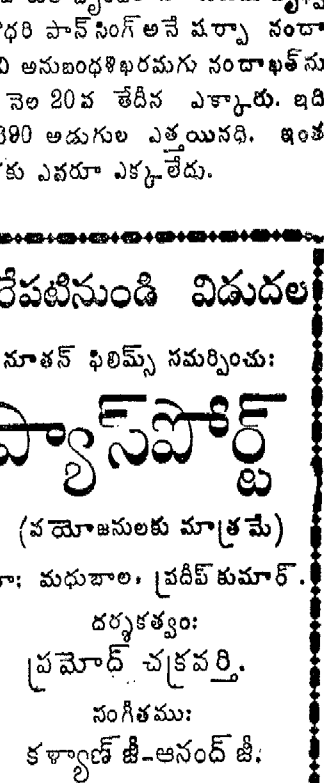 ధరి పాన్‌సింగ్ అనే షర్పా నందా
అనుబంధశిఖరమగు నందాఖత్‌ను
నెల 20వ తేదీన ఎక్కారు. ఇది
390 అడుగుల ఎత్తయినది. ఇంత
కు ఎవరూ ఎక్కలేదు.
రేపటినుండి విడుదల
నూతన్ ఫిలిమ్స్ సమర్పించు:
ప్యాస్‌పోర్ట్
(వయోజనులకు మాత్రమే)
మధుబాల, ప్రదీప్ కుమార్.
దర్శకత్వం:
ప్రమోద్ చక్రవర్తి.
సంగీతము:
కళ్యాణ్ జీ-ఆనంద్ జీ.